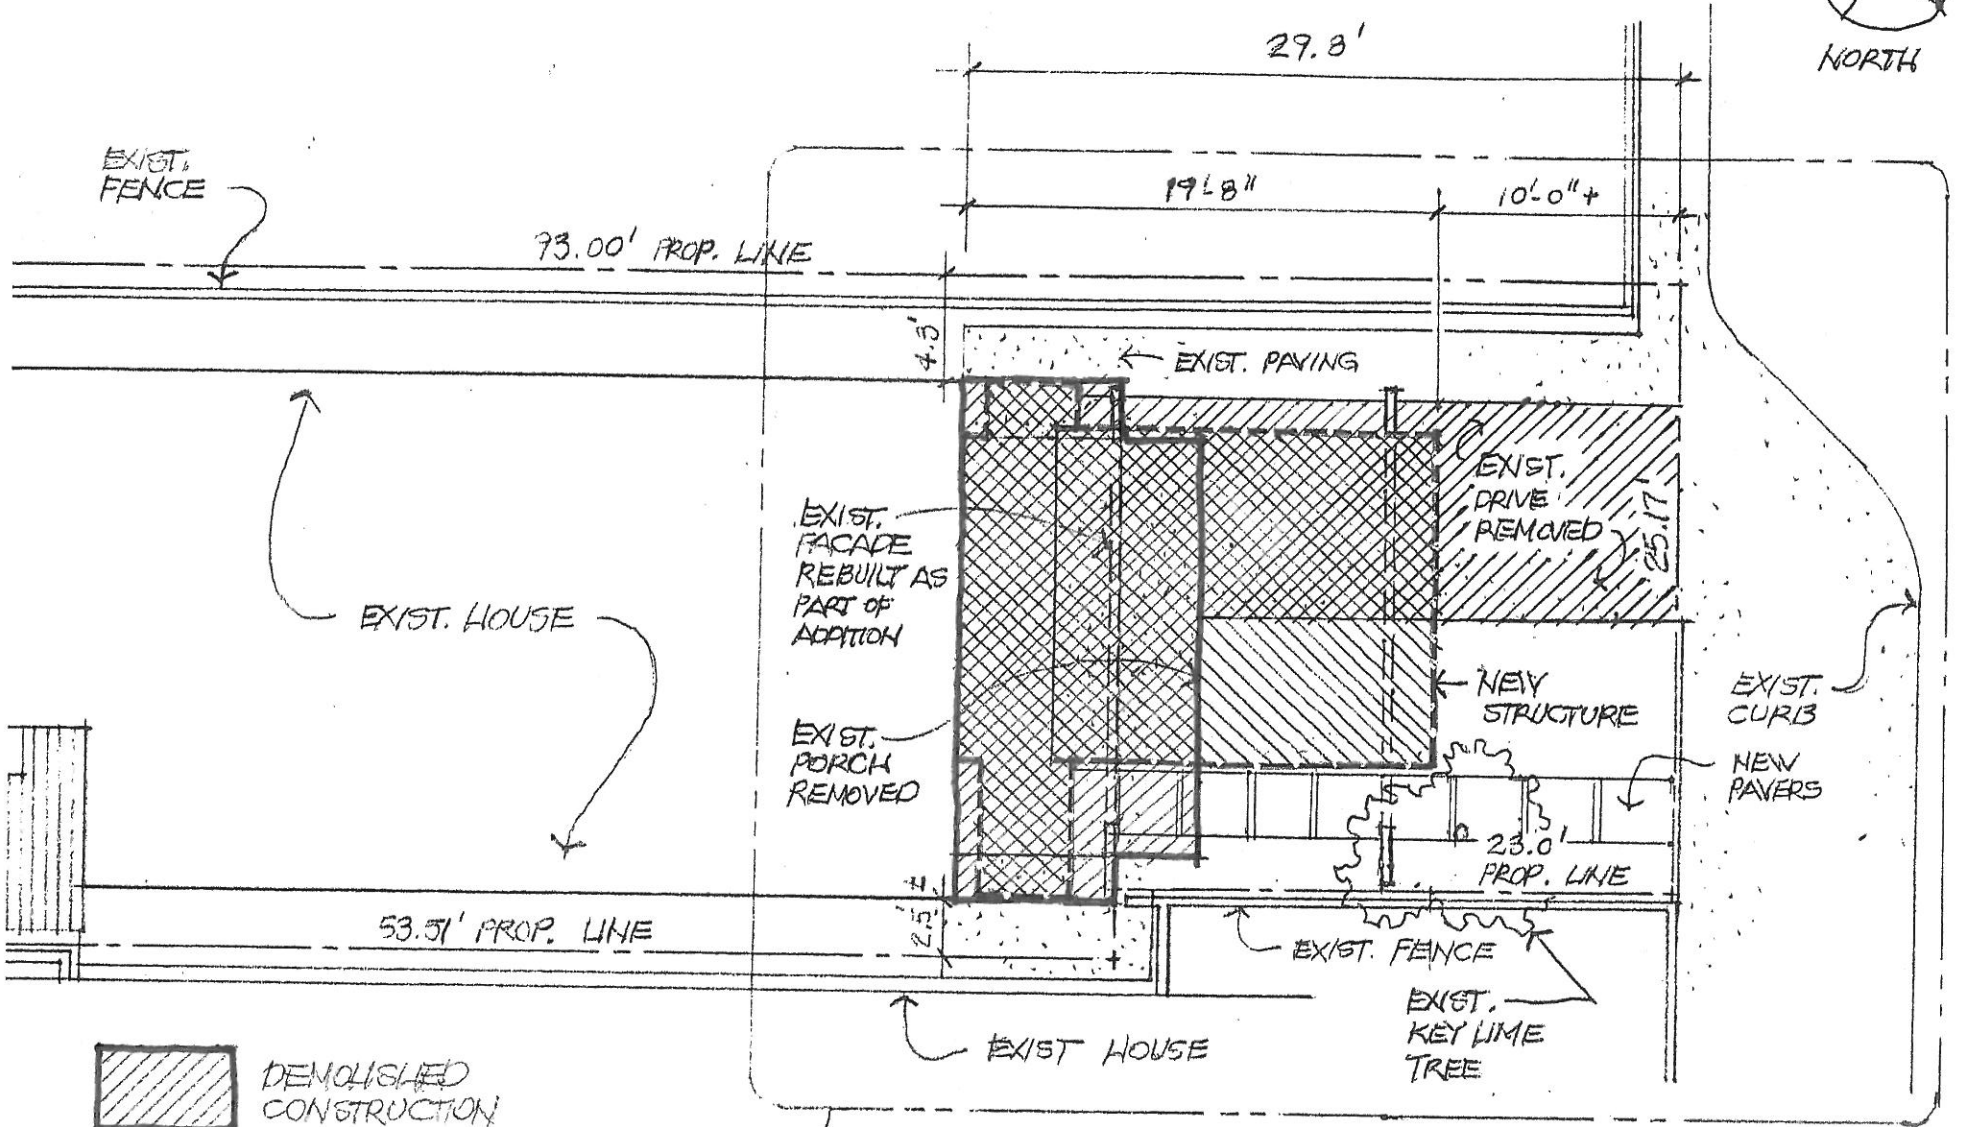 29.8'
NORTH
EXIST.
FENCE
19'-8"
10'-0"+
73.00' PROP. LINE
4.3'
EXIST. PAVING
EXIST.
DRIVE
REMOVED
25.17'
EXIST.
FACADE
REBUILT AS
PART OF
ADDITION
EXIST. HOUSE
NEW
STRUCTURE
EXIST.
CURB
EXIST.
PORCH
REMOVED
NEW
PAVERS
23.0'
PROP. LINE
2.5'±
53.51' PROP. LINE
EXIST. FENCE
EXIST HOUSE
EXIST.
KEY LIME
TREE
DEMOLISHED
CONSTRUCTION